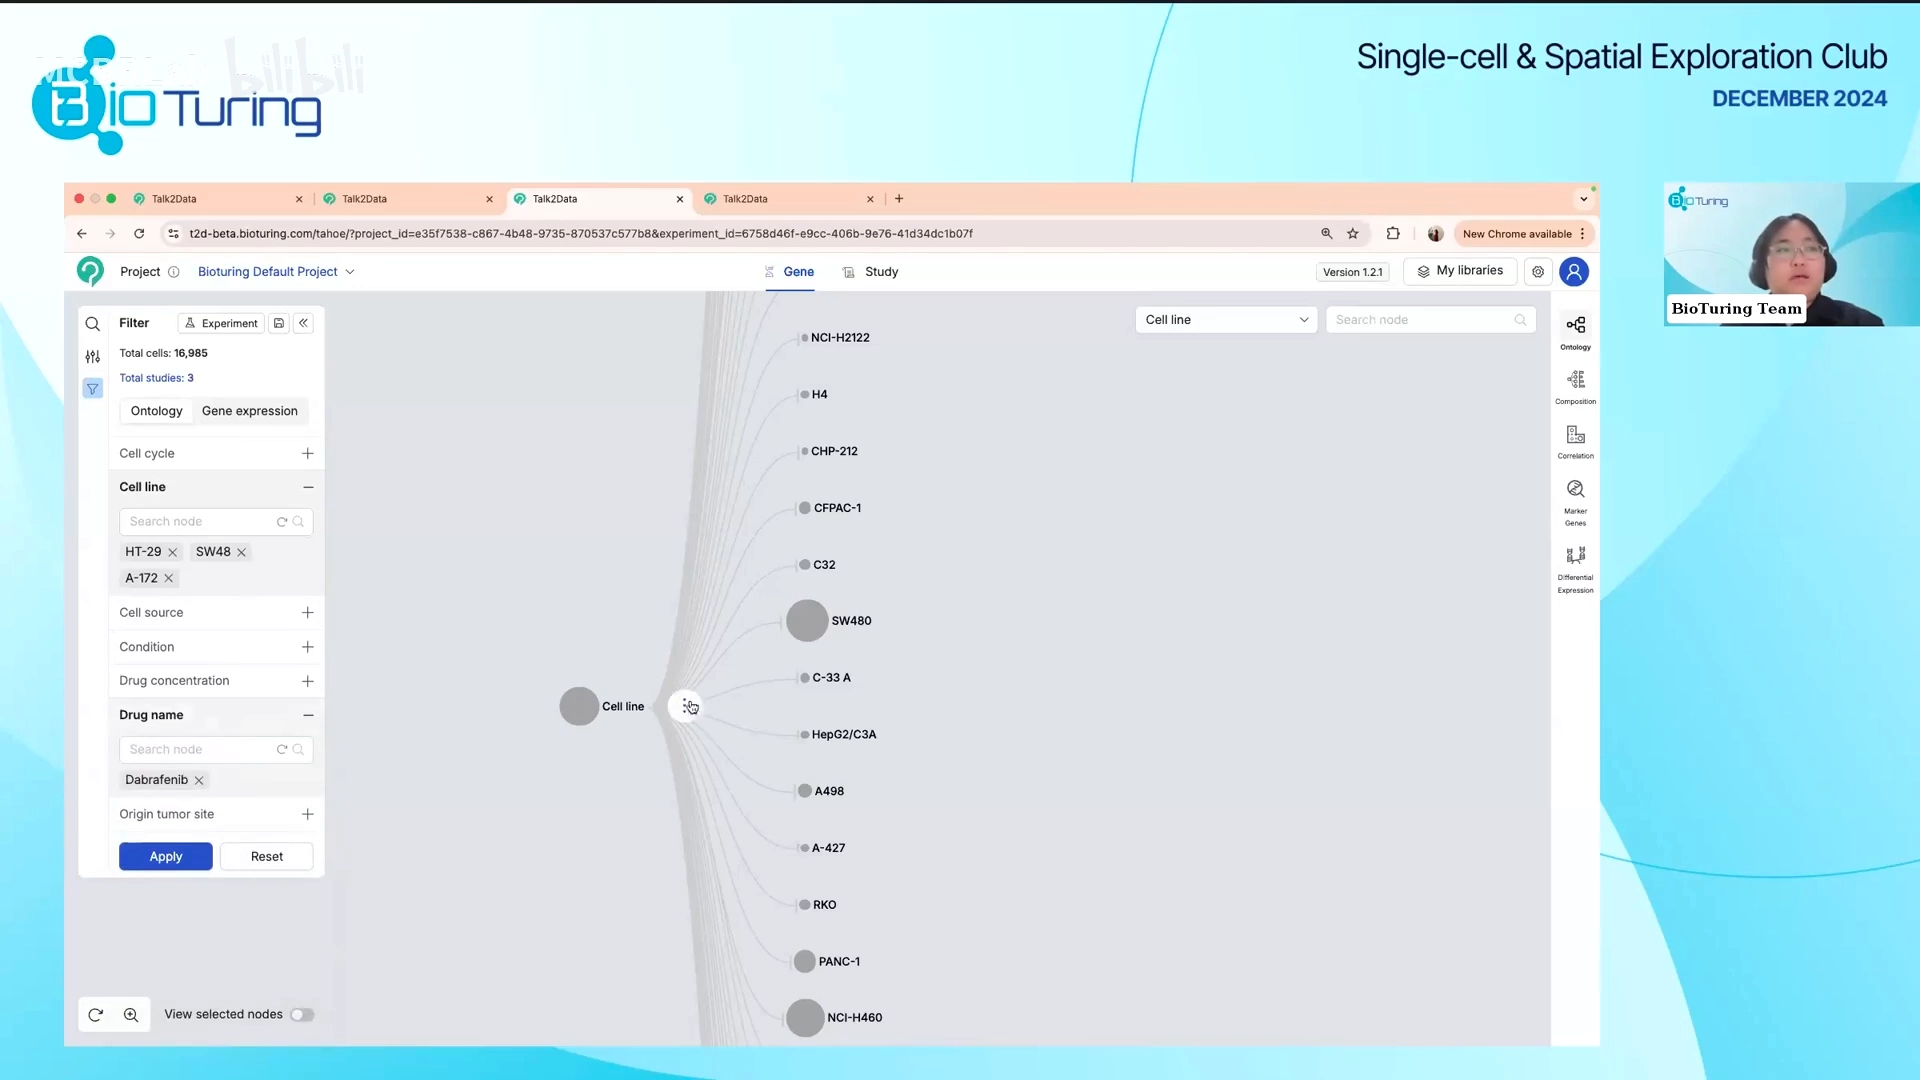 bilibili
BioTuring
Single-cell & Spatial Exploration Club
DECEMBER 2024
Talk2Data
Talk2Data
Talk2Data
Talk2Data
t2d-beta.bioturing.com/tahoe/?project_id=e35f7538-c867-4b48-9735-870537c577b8&experiment_id=6758d46f-e9cc-406b-9e76-41d34dc1b07f
New Chrome available
Project
Bioturing Default Project
Gene
Study
Version 1.2.1
My libraries
Filter
Experiment
Total cells: 16,985
Total studies: 3
Ontology
Gene expression
Cell cycle
Cell line
Search node
HT-29
SW48
A-172
Cell source
Condition
Drug concentration
Drug name
Search node
Dabrafenib
Origin tumor site
Apply
Reset
View selected nodes
Cell line
NCI-H2122
H4
CHP-212
CFPAC-1
C32
SW480
C-33 A
HepG2/C3A
A498
A-427
RKO
PANC-1
NCI-H460
Cell line
Search node
Ontology
Composition
Correlation
Marker
Genes
Differential
Expression
BioTuring
BioTuring Team